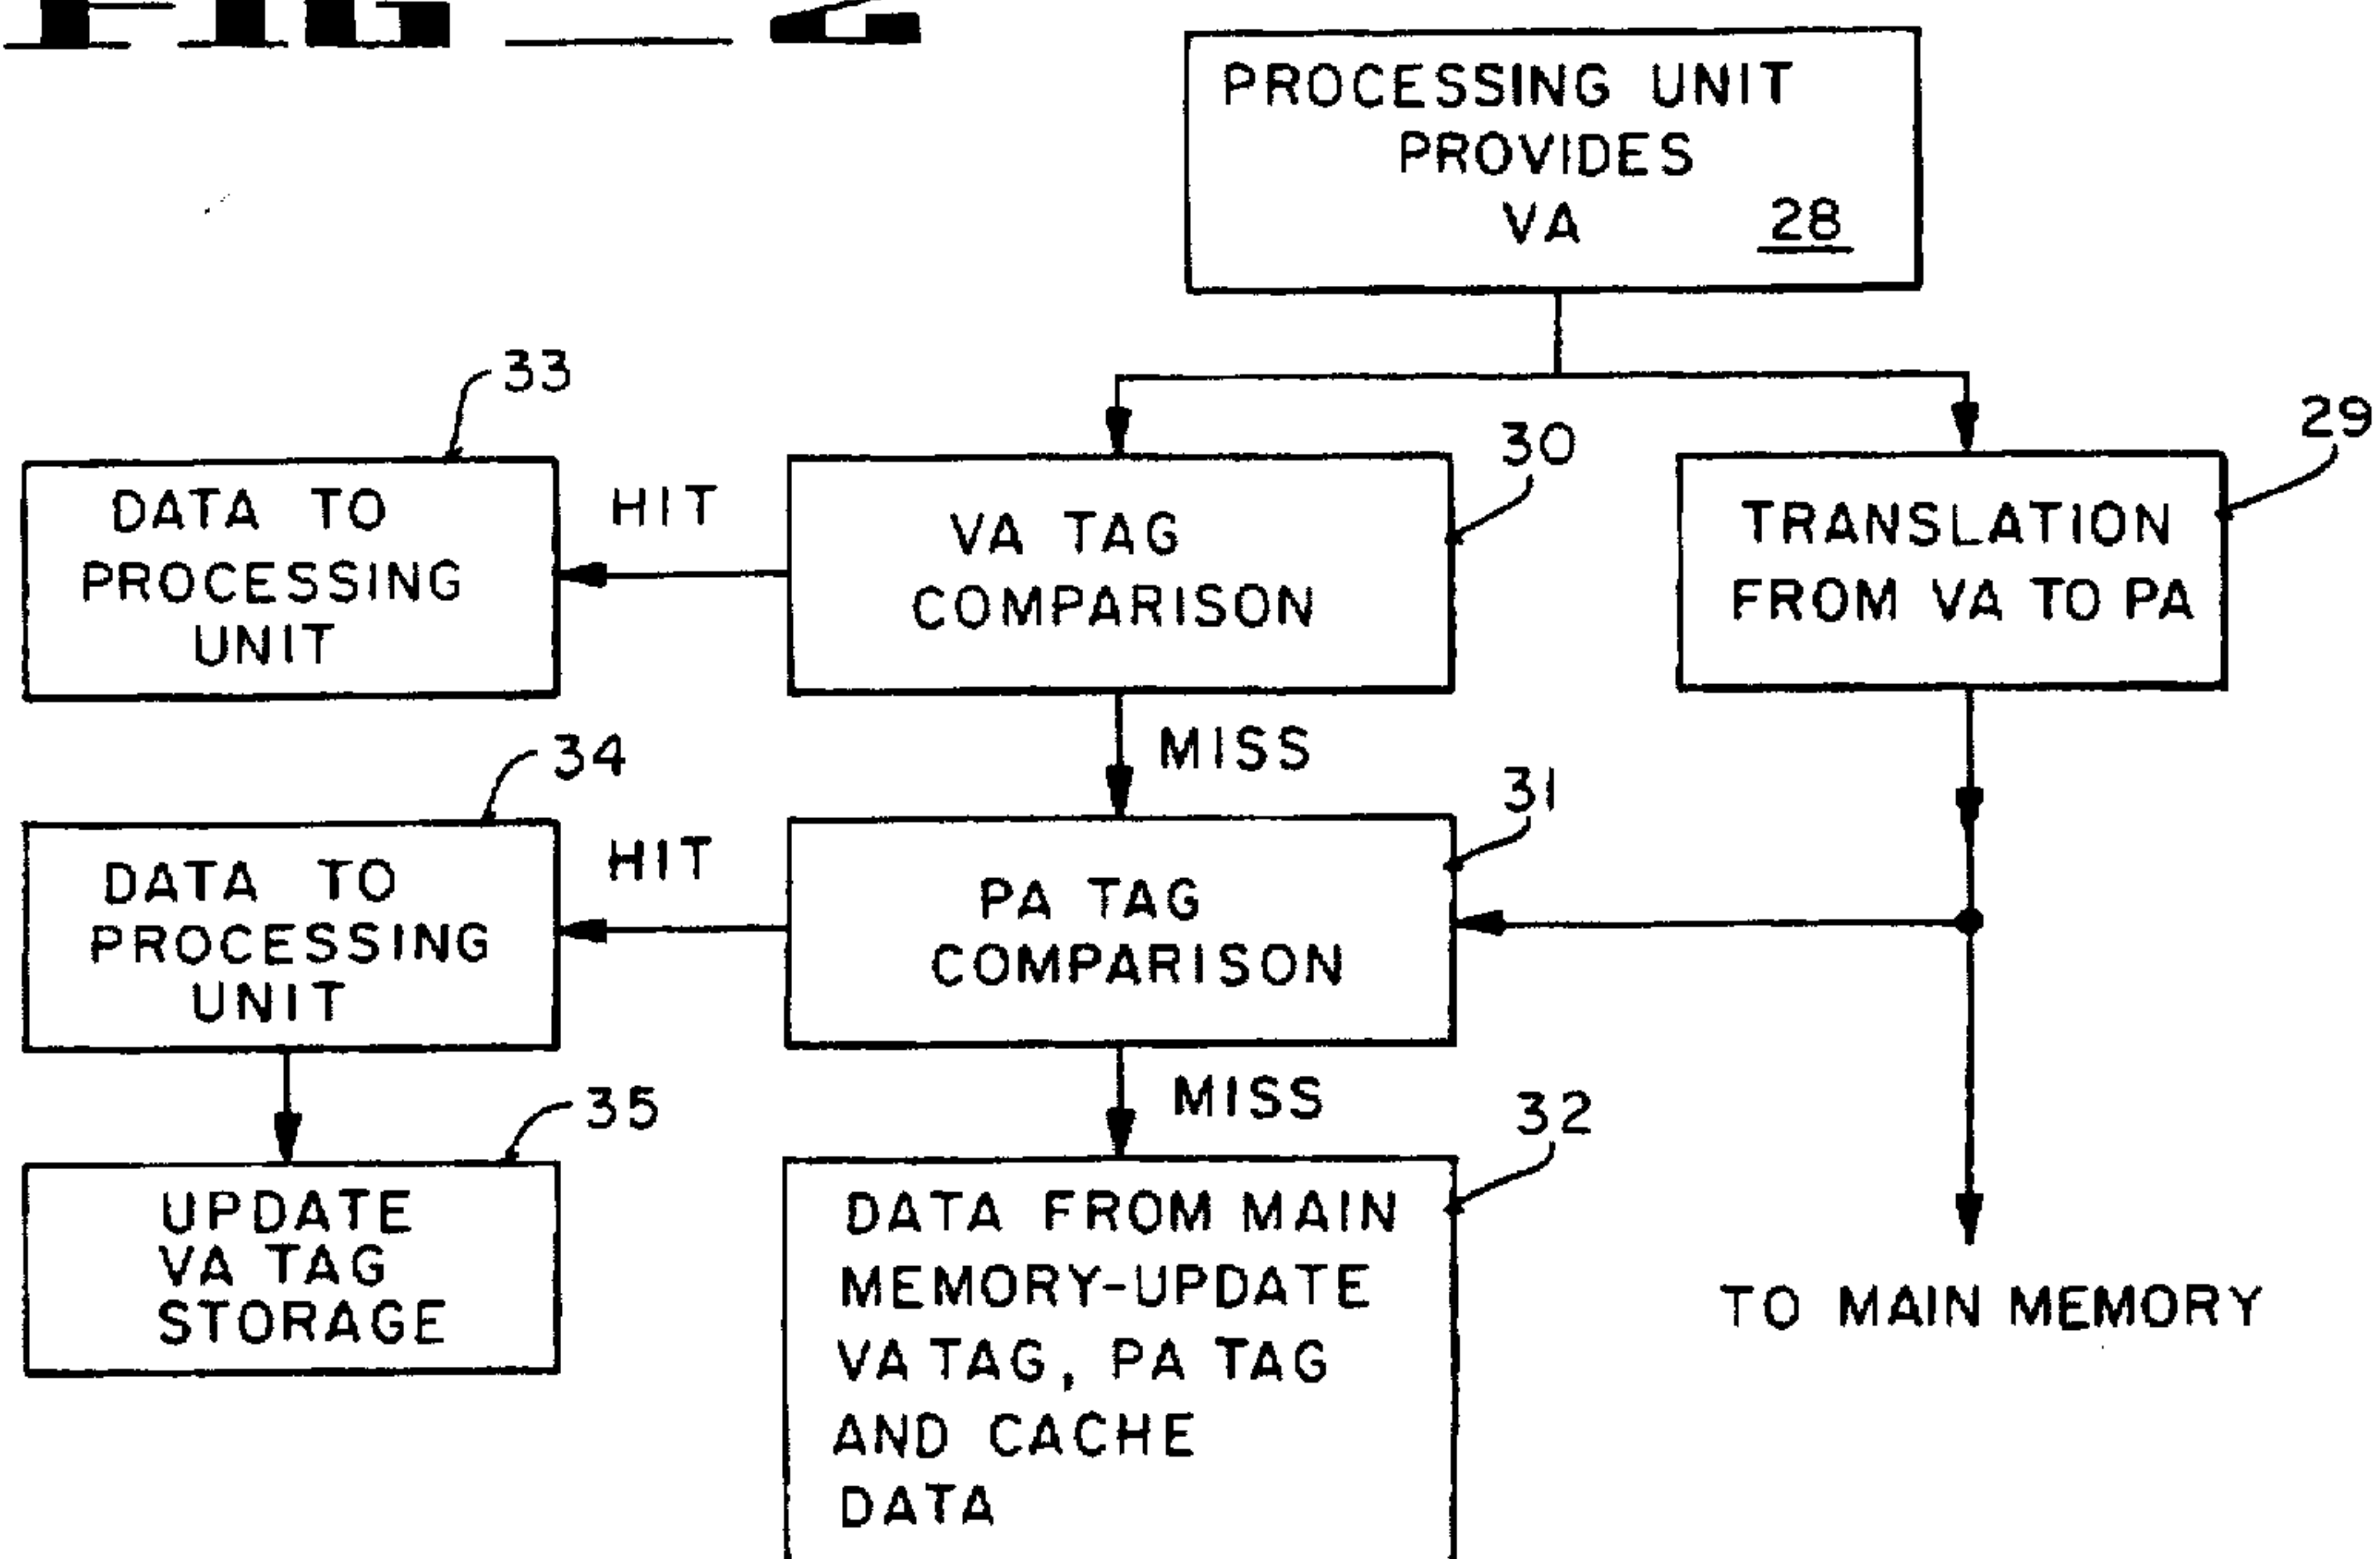 PROCESSING UNIT
PROVIDES
VA 28
33
30
29
DATA TO
PROCESSING
UNIT
HIT
VA TAG
COMPARISON
TRANSLATION
FROM VA TO PA
MISS
34
31
DATA TO
PROCESSING
UNIT
HIT
PA TAG
COMPARISON
MISS
35
32
UPDATE
VA TAG
STORAGE
DATA FROM MAIN
MEMORY-UPDATE
VA TAG, PA TAG
AND CACHE
DATA
TO MAIN MEMORY